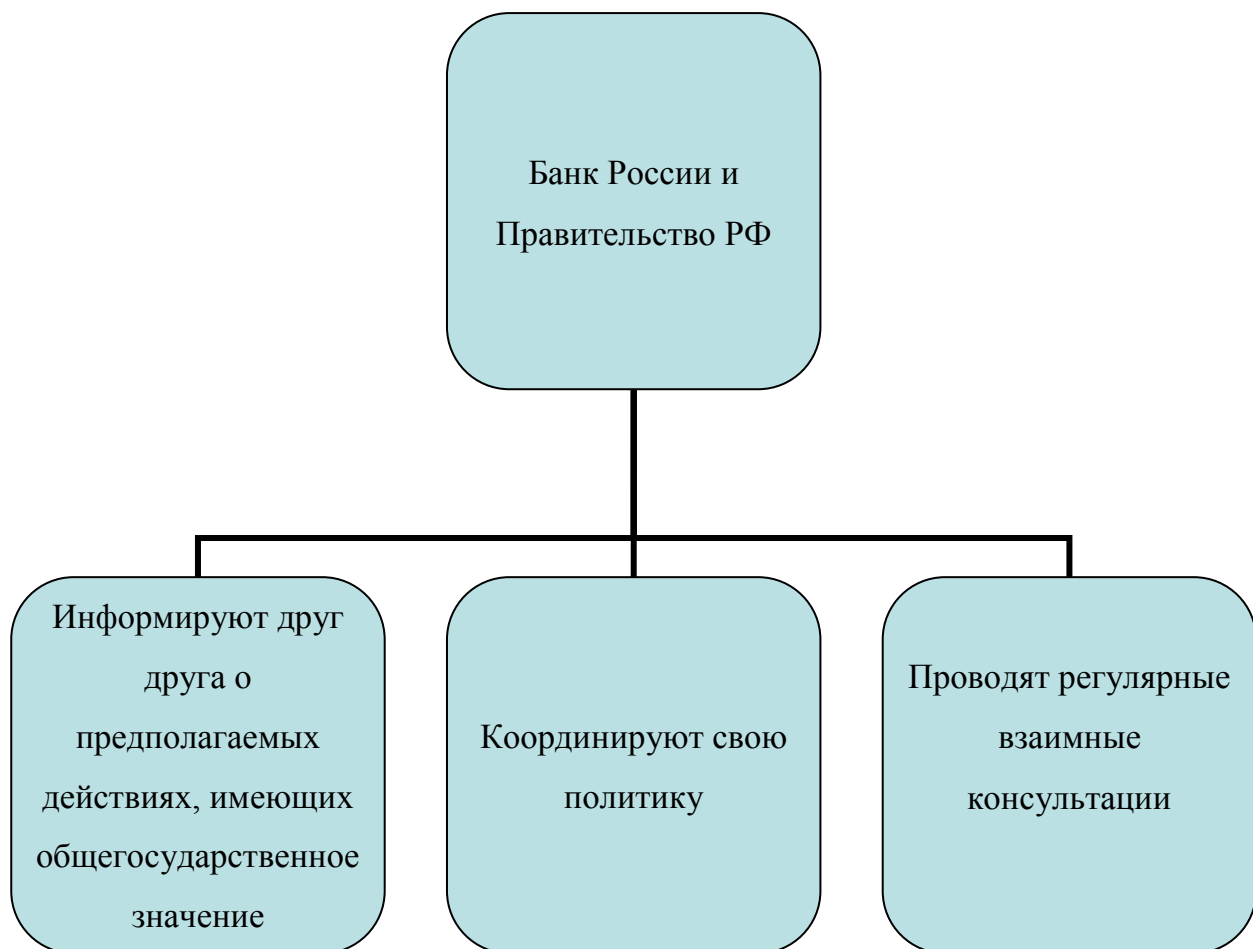 Банк России и
Правительство РФ
Информируют друг
друга о
предполагаемых
действиях, имеющих
общегосударственное
значение
Координируют свою
политику
Проводят регулярные
взаимные
консультации